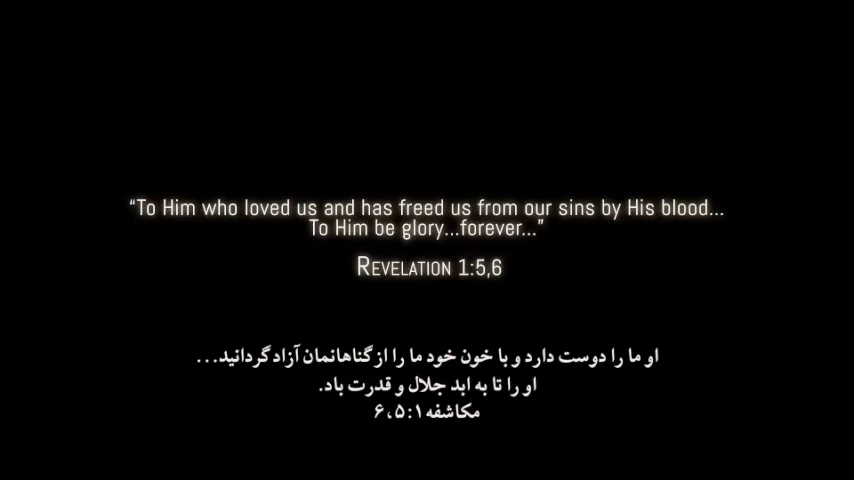 “To Him who loved us and has freed us from our sins by His blood...
To Him be glory...forever...”
REVELATION 1:5,6
او ما را دوست دارد و با خون خود ما را از گناهانمان آزاد گردانید...
او را تا به ابد جلال و قدرت باد.
مکاشفه ۱:۶،۵